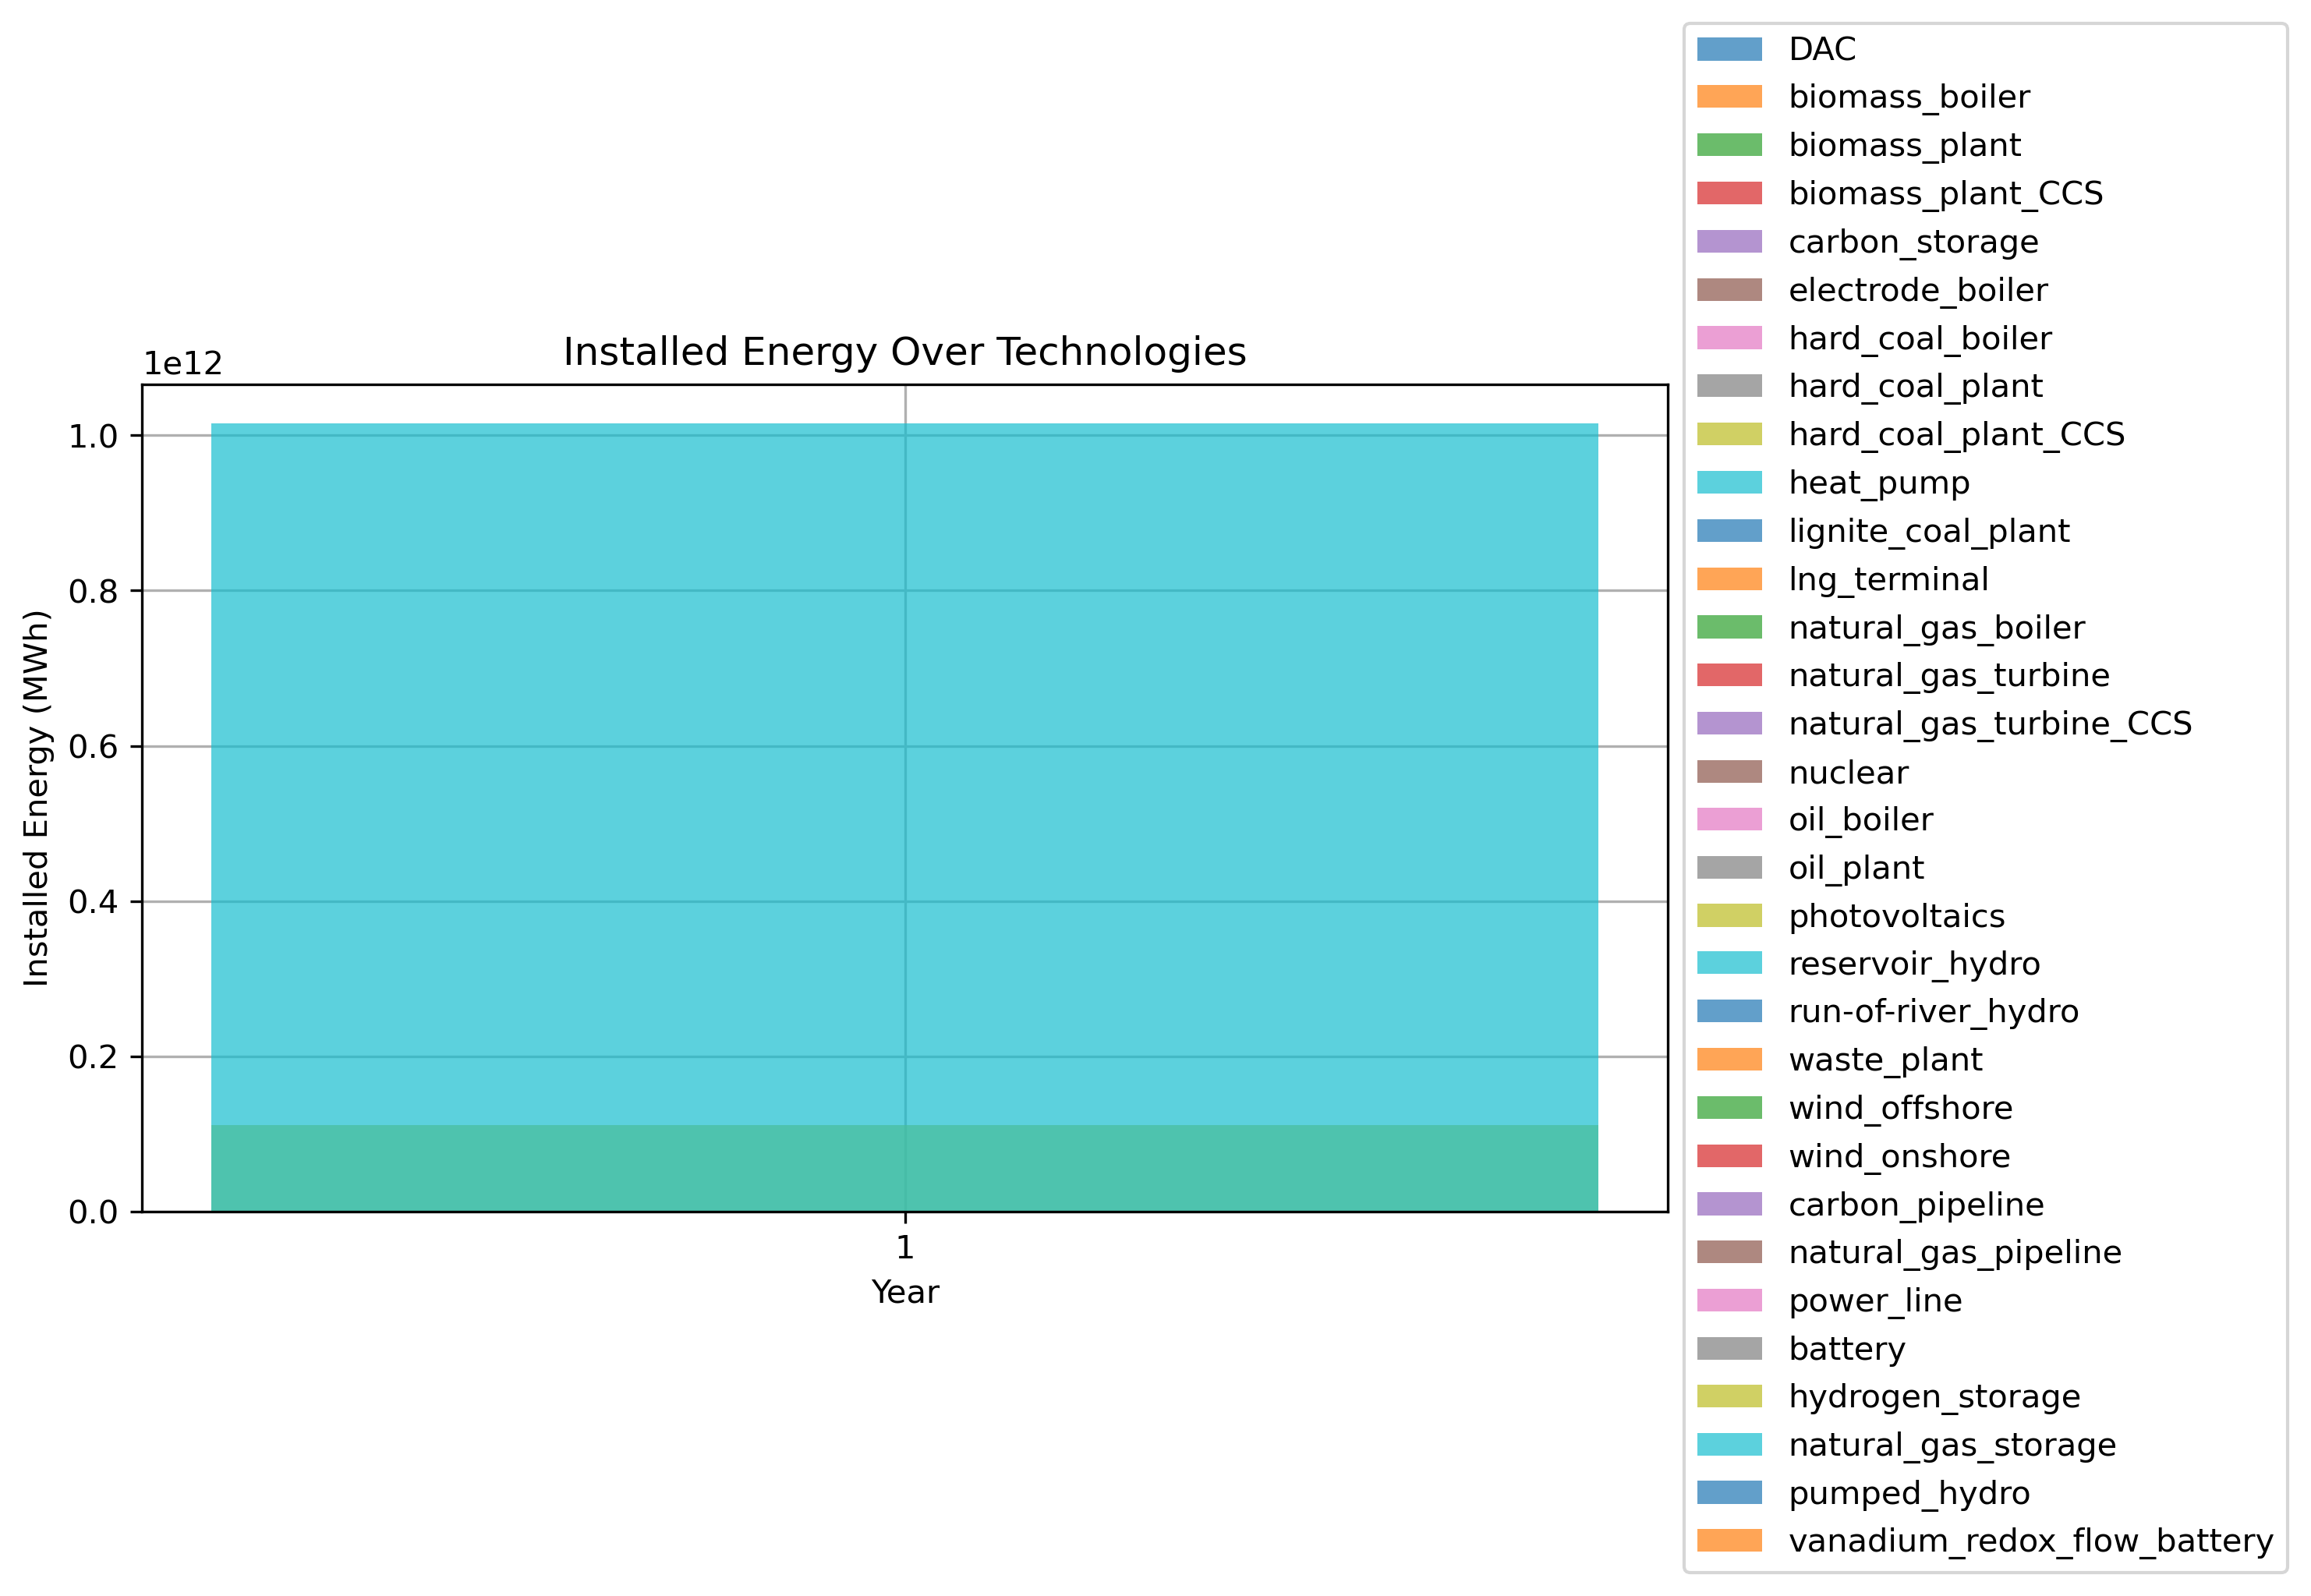 Installed Energy Over Technologies
1e12
1.0
0.8
0.6
0.4
0.2
0.0
Installed Energy (MWh)
1
Year
DAC
biomass_boiler
biomass_plant
biomass_plant_CCS
carbon_storage
electrode_boiler
hard_coal_boiler
hard_coal_plant
hard_coal_plant_CCS
heat_pump
lignite_coal_plant
lng_terminal
natural_gas_boiler
natural_gas_turbine
natural_gas_turbine_CCS
nuclear
oil_boiler
oil_plant
photovoltaics
reservoir_hydro
run-of-river_hydro
waste_plant
wind_offshore
wind_onshore
carbon_pipeline
natural_gas_pipeline
power_line
battery
hydrogen_storage
natural_gas_storage
pumped_hydro
vanadium_redox_flow_battery